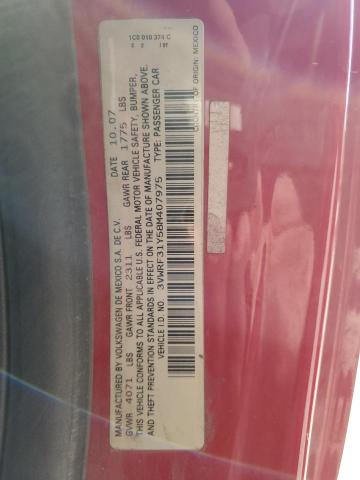 1C0 010 374 C
MANUFACTURED BY VOLKSWAGEN DE MEXICO S.A. DE C.V. DATE 10.07
GVWR 4071 LBS GAWR FRONT 2311 LBS GAWR REAR 1775 LBS
THIS VEHICLE CONFORMS TO ALL APPLICABLE U.S. FEDERAL MOTOR VEHICLE SAFETY, BUMPER,
AND THEFT PREVENTION STANDARDS IN EFFECT ON THE DATE OF MANUFACTURE SHOWN ABOVE.
VEHICLE I.D. NO. 3VWRF31Y58M407975 TYPE: PASSENGER CAR
COUNTRY OF ORIGIN: MEXICO